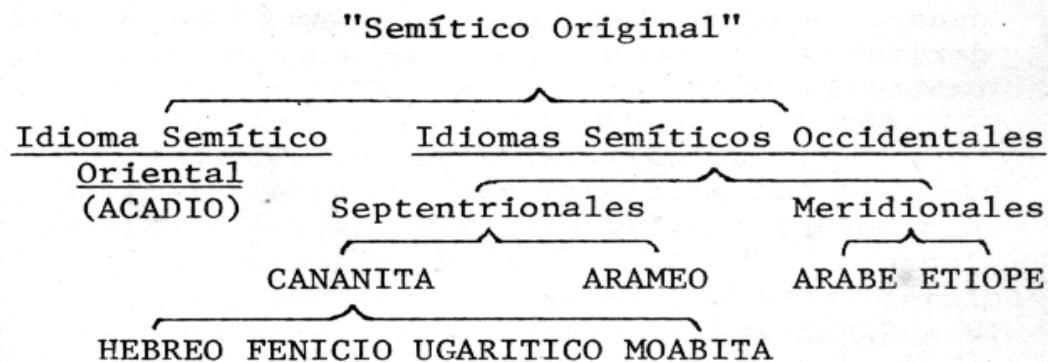 "Semítico Original"
Idioma Semítico Idiomas Semíticos Occidentales
Oriental
(ACADIO) Septentrionales Meridionales
CANANITA ARAMEO ARABE ETIOPE
HEBREO FENICIO UGARITICO MOABITA